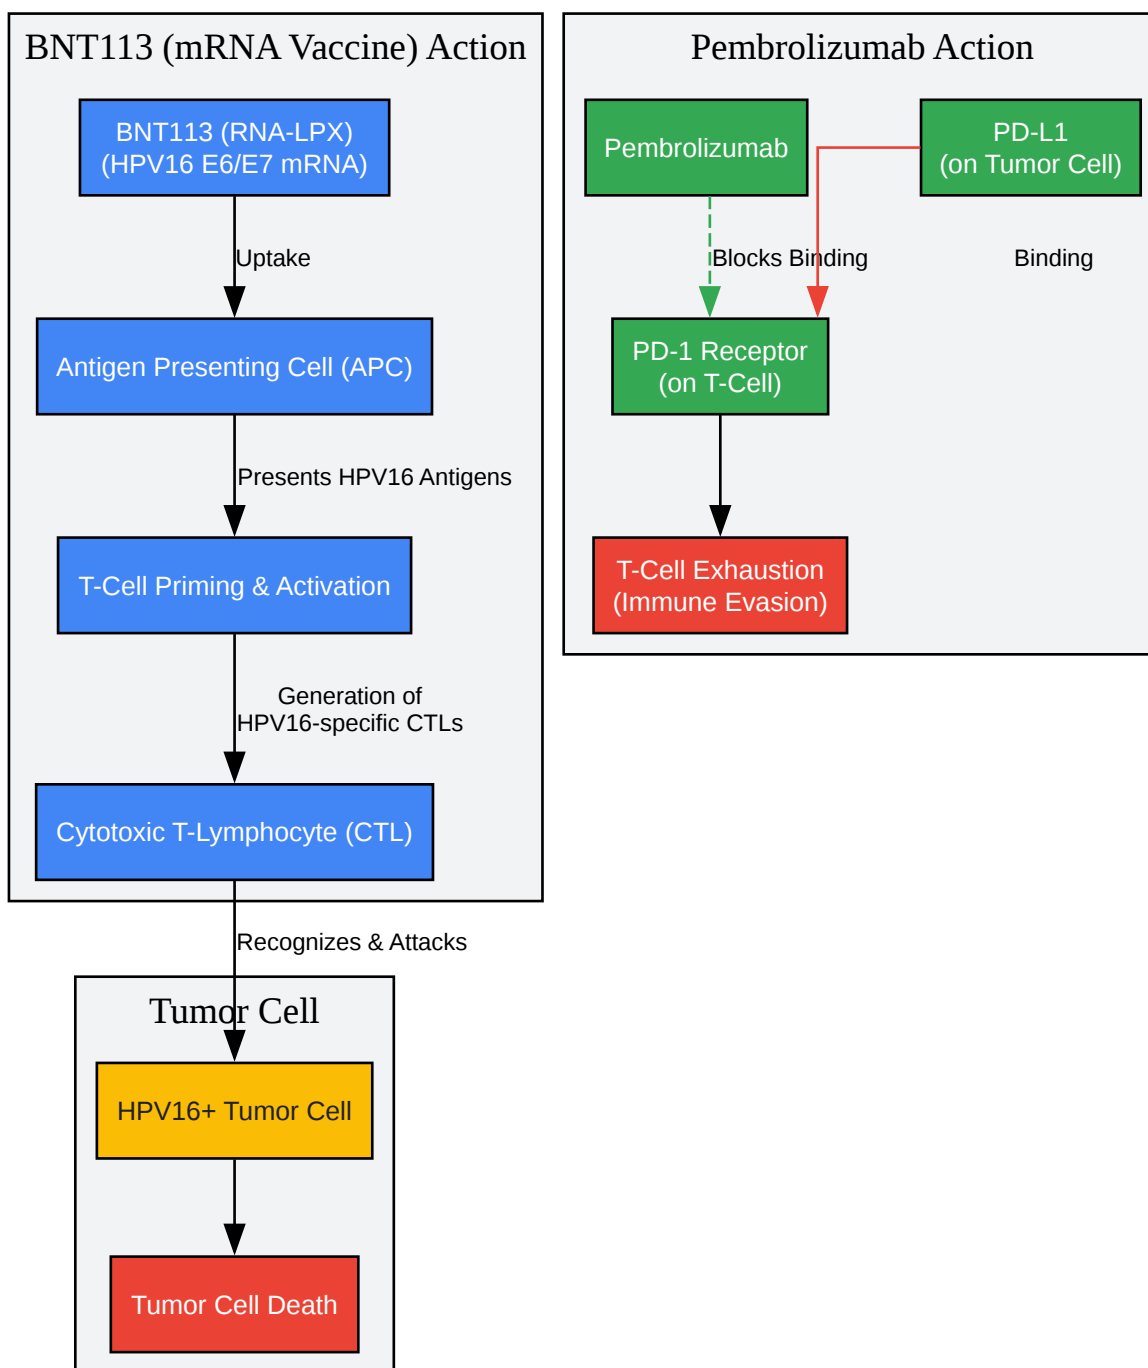 BNT113 (mRNA Vaccine) Action
BNT113 (RNA-LPX)
(HPV16 E6/E7 mRNA)
Uptake
Antigen Presenting Cell (APC)
Presents HPV16 Antigens
T-Cell Priming & Activation
Generation of
HPV16-specific CTLs
Cytotoxic T-Lymphocyte (CTL)
Recognizes & Attacks
Tumor Cell
HPV16+ Tumor Cell
Tumor Cell Death
Pembrolizumab Action
Pembrolizumab
PD-L1
(on Tumor Cell)
Blocks Binding
Binding
PD-1 Receptor
(on T-Cell)
T-Cell Exhaustion
(Immune Evasion)